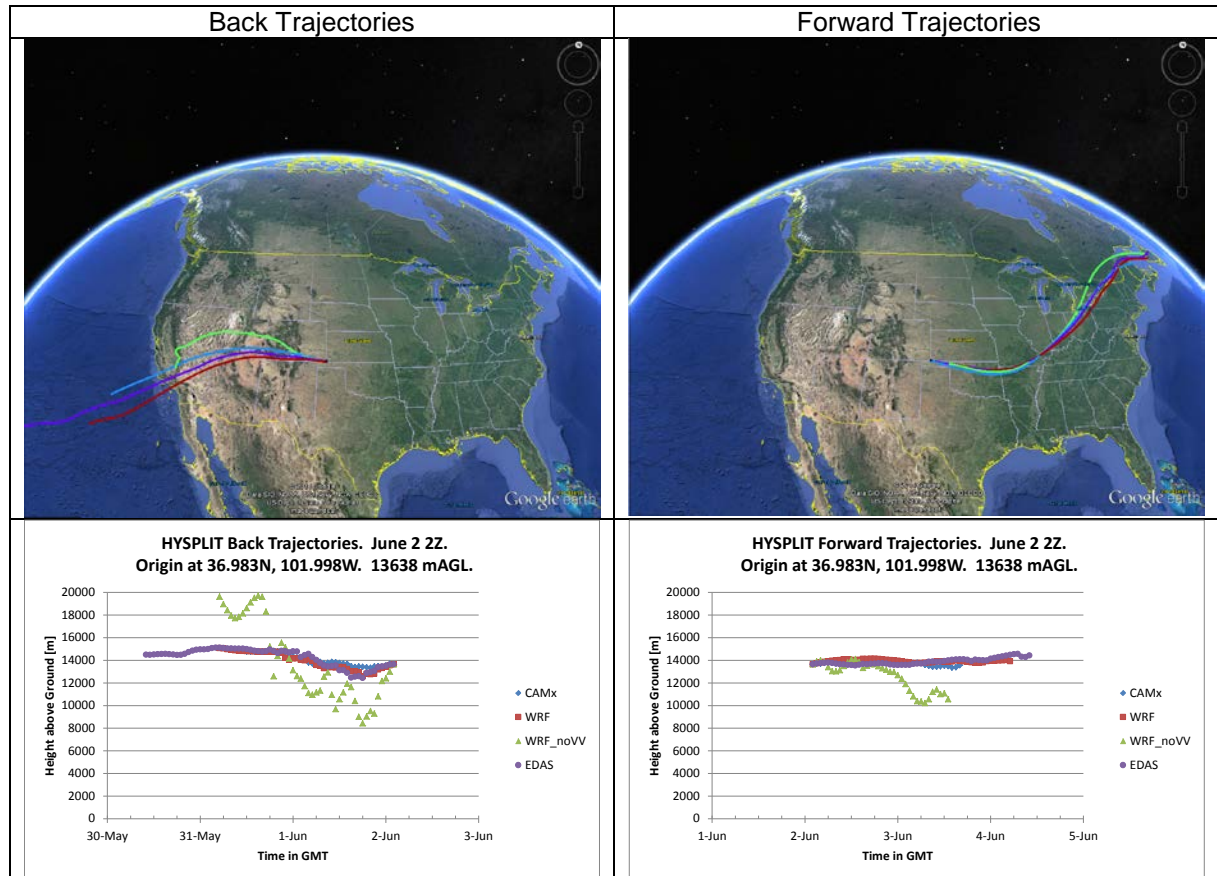 Back Trajectories
Forward Trajectories
Google earth
Google earth
HYSPLIT Back Trajectories.  June 2 2Z.
Origin at 36.983N, 101.998W.  13638 mAGL.
Height above Ground [m]
20000
18000
16000
14000
12000
10000
8000
6000
4000
2000
0
30-May
31-May
1-Jun
2-Jun
3-Jun
Time in GMT
CAMx
WRF
WRF_noVV
EDAS
HYSPLIT Forward Trajectories.  June 2 2Z.
Origin at 36.983N, 101.998W.  13638 mAGL.
Height above Ground [m]
20000
18000
16000
14000
12000
10000
8000
6000
4000
2000
0
1-Jun
2-Jun
3-Jun
4-Jun
5-Jun
Time in GMT
CAMx
WRF
WRF_noVV
EDAS